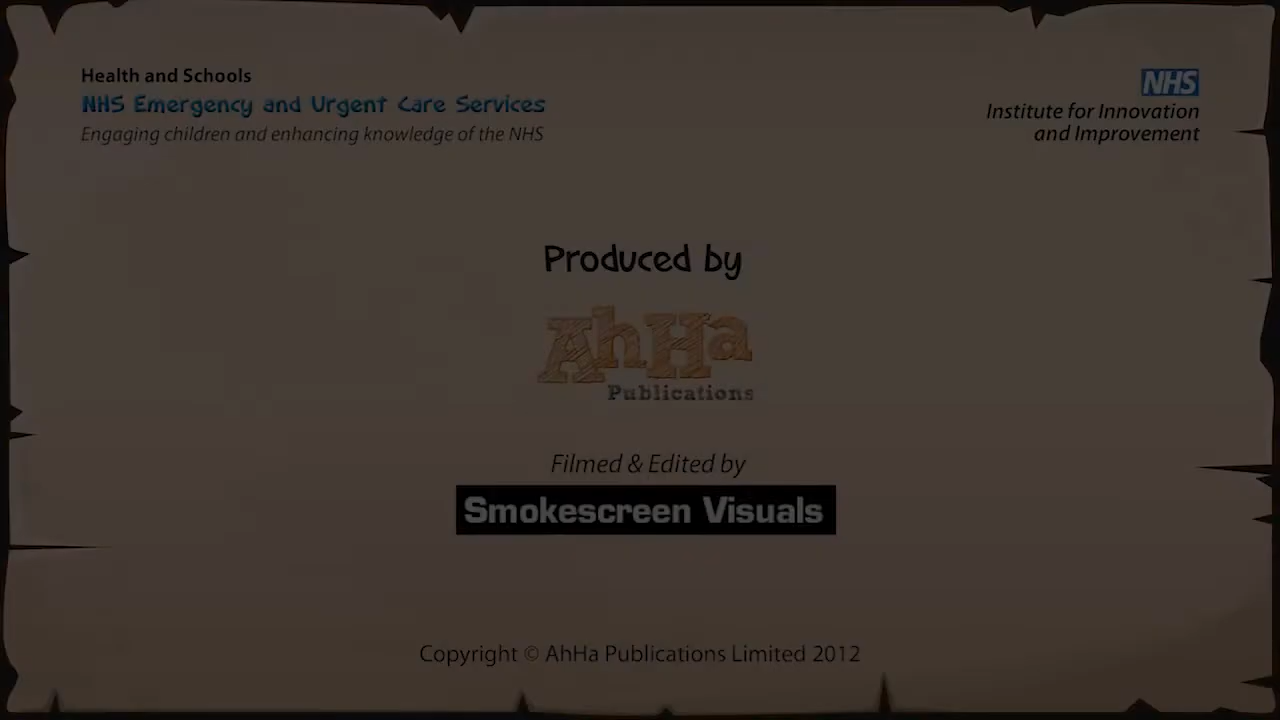 Health and Schools
NHS Emergency and Urgent Care Services
Engaging children and enhancing knowledge of the NHS
NHS
Institute for Innovation
and Improvement
Produced by
AhHa
Publications
Filmed & Edited by
Smokescreen Visuals
Copyright © AhHa Publications Limited 2012